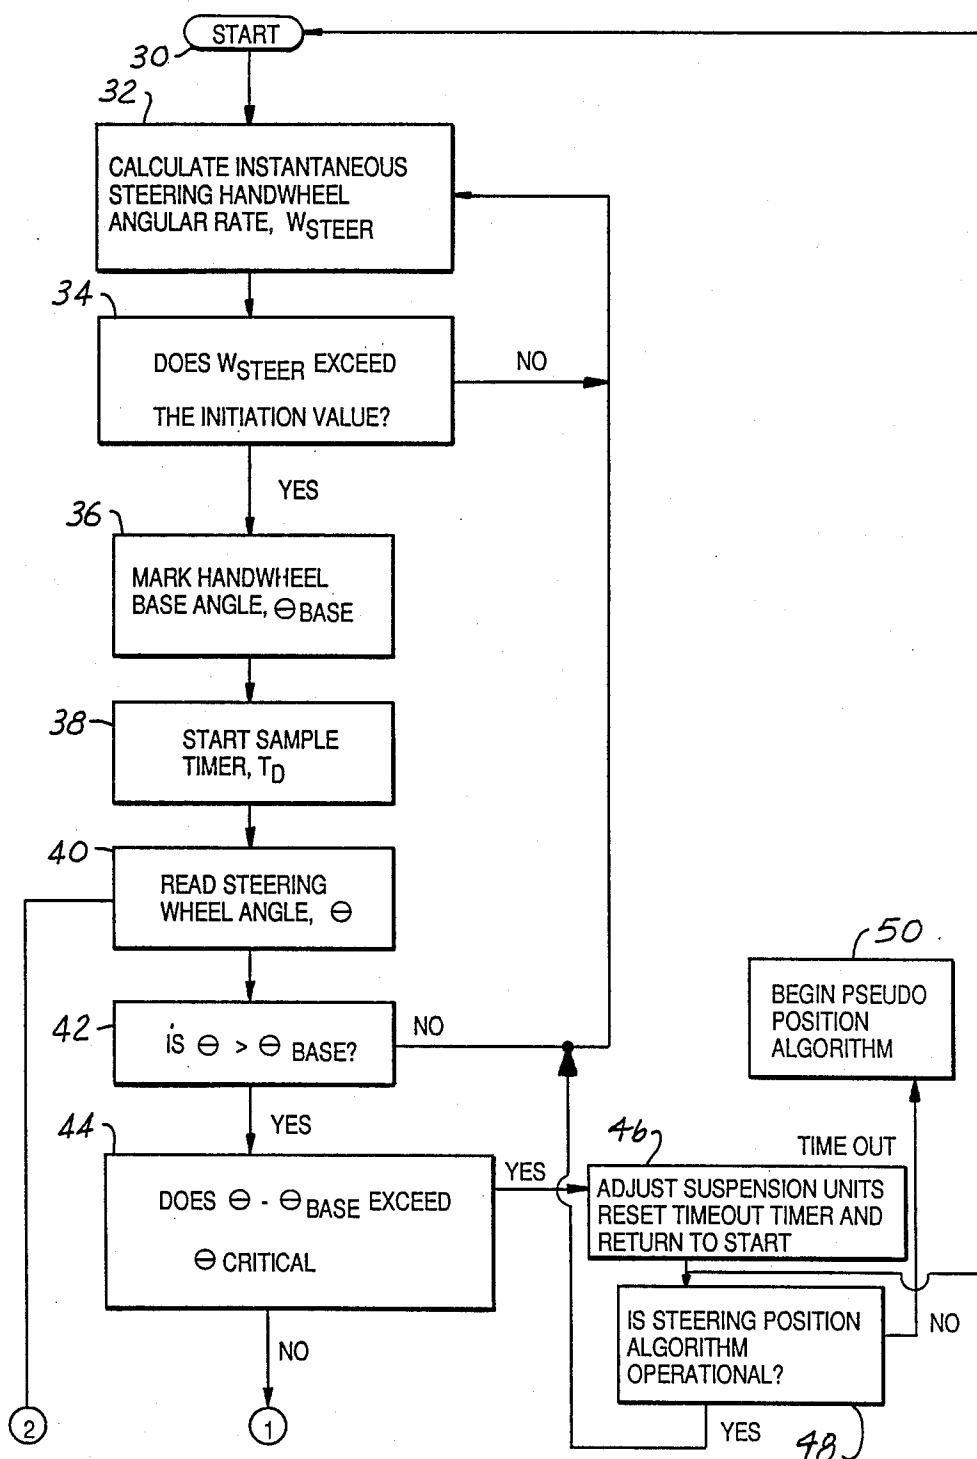 START
30
32
CALCULATE INSTANTANEOUS
STEERING HANDWHEEL
ANGULAR RATE, WSTEER
34
DOES WSTEER EXCEED
THE INITIATION VALUE?
NO
YES
36
MARK HANDWHEEL
BASE ANGLE, ΘBASE
38
START SAMPLE
TIMER, TD
40
READ STEERING
WHEEL ANGLE, Θ
42
iS Θ > Θ BASE?
NO
YES
50
BEGIN PSEUDO
POSITION
ALGORITHM
44
DOES Θ - ΘBASE EXCEED
Θ CRITICAL
YES
NO
46
TIME OUT
ADJUST SUSPENSION UNITS
RESET TIMEOUT TIMER AND
RETURN TO START
IS STEERING POSITION
ALGORITHM
OPERATIONAL?
NO
YES
48
2
1